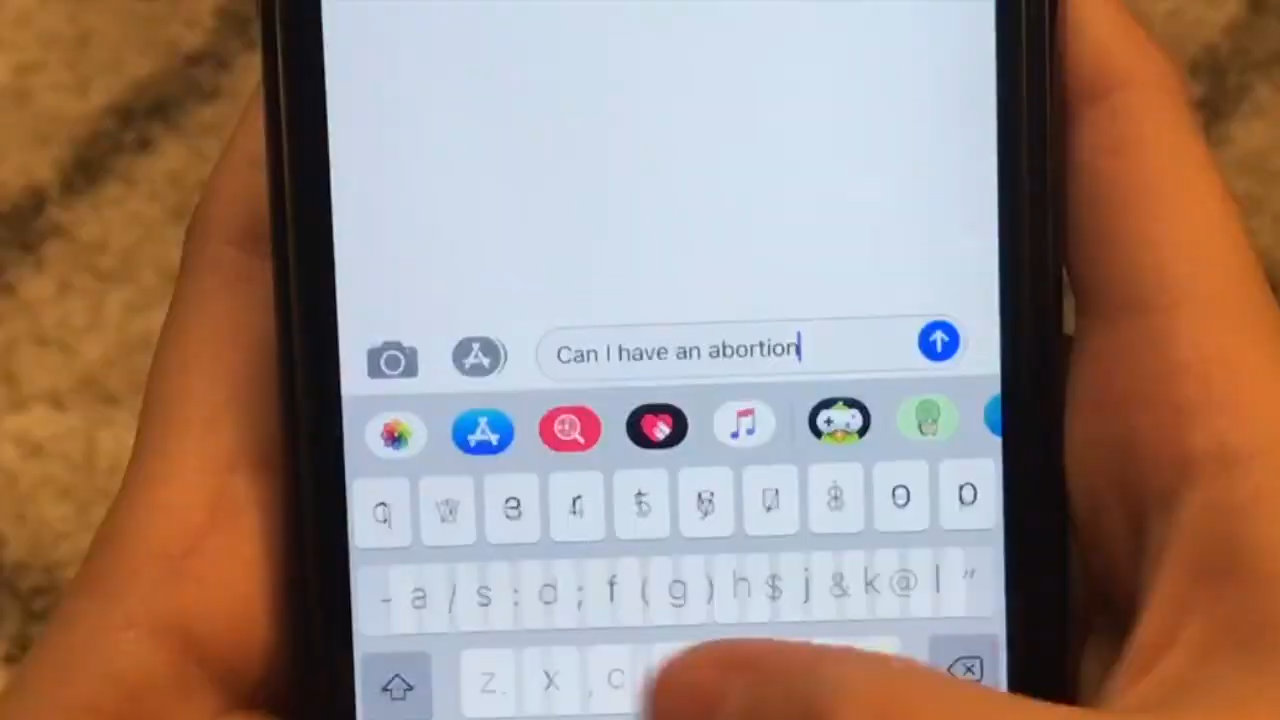 Can I have an abortion
- a / s : d ; f ( g ) h $ j & k @ l "
z x